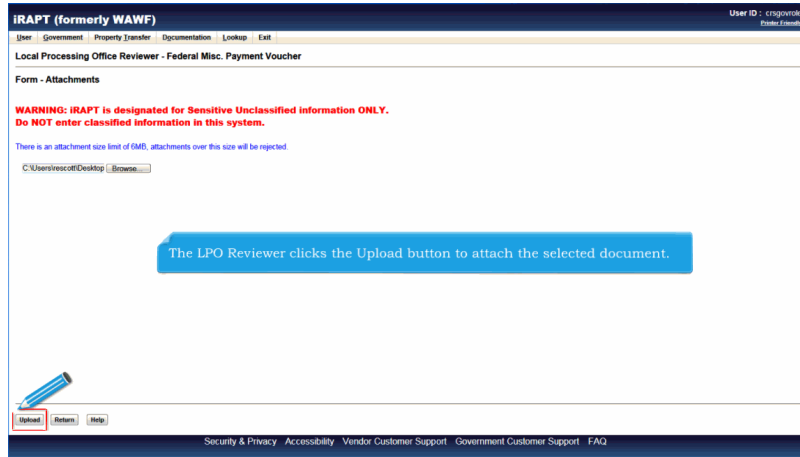 iRAPT (formerly WAWF)
User ID : crsgovrole
Printer Friendly
User Government Property Transfer Documentation Lookup Exit
Local Processing Office Reviewer - Federal Misc. Payment Voucher
Form - Attachments
WARNING: iRAPT is designated for Sensitive Unclassified information ONLY.
Do NOT enter classified information in this system.
There is an attachment size limit of 6MB, attachments over this size will be rejected.
C:\Users\rescott\Desktop Browse...
The LPO Reviewer clicks the Upload button to attach the selected document.
Upload Return Help
Security & Privacy Accessibility Vendor Customer Support Government Customer Support FAQ